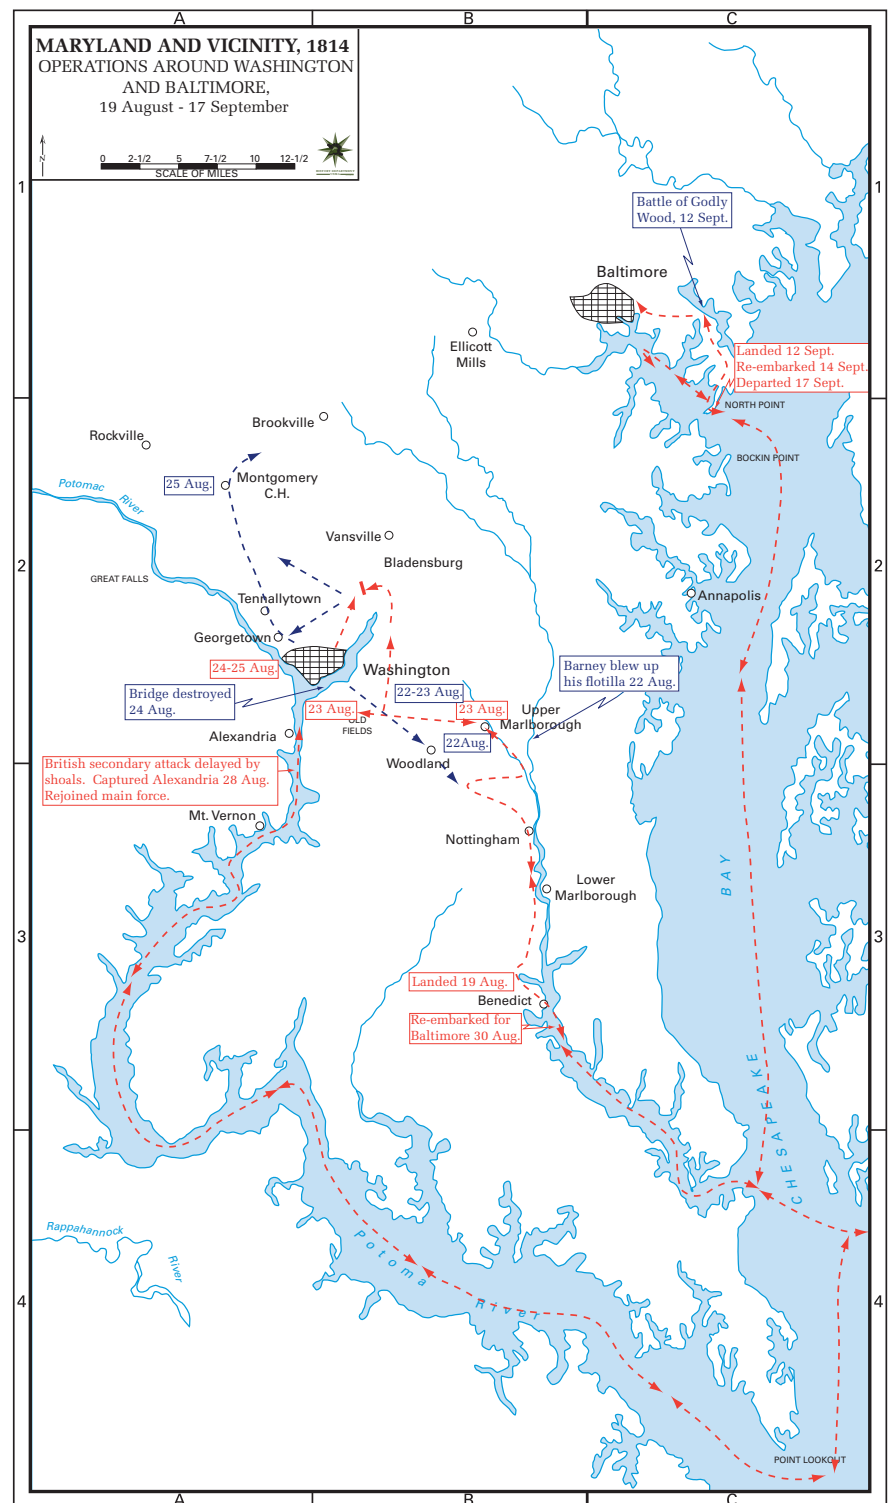 A
B
C
MARYLAND AND VICINITY, 1814
OPERATIONS AROUND WASHINGTON
AND BALTIMORE,
19 August - 17 September
N
0 2-1/2 5 7-1/2 10 12-1/2
SCALE OF MILES
1
1
Battle of Godly
Wood, 12 Sept.
Baltimore
Ellicott
Mills
Landed 12 Sept.
Re-embarked 14 Sept.
Departed 17 Sept.
NORTH POINT
BOCKIN POINT
Brookville
Rockville
25 Aug.
Montgomery
C.H.
Potomac
River
Vansville
Bladensburg
2
2
GREAT FALLS
Tennallytown
Annapolis
Georgetown
24-25 Aug.
Washington
Barney blew up
his flotilla 22 Aug.
Bridge destroyed
24 Aug.
22-23 Aug.
23 Aug.
23 Aug.
Upper
Marlborough
OLD
FIELDS
Alexandria
22Aug.
Woodland
British secondary attack delayed by
shoals. Captured Alexandria 28 Aug.
Rejoined main force.
Mt. Vernon
Nottingham
Lower
Marlborough
BAY
3
3
Landed 19 Aug.
Benedict
Re-embarked for
Baltimore 30 Aug.
CHESAPEAKE
Rappahannock
River
Potoma
River
4
4
POINT LOOKOUT
A
B
C